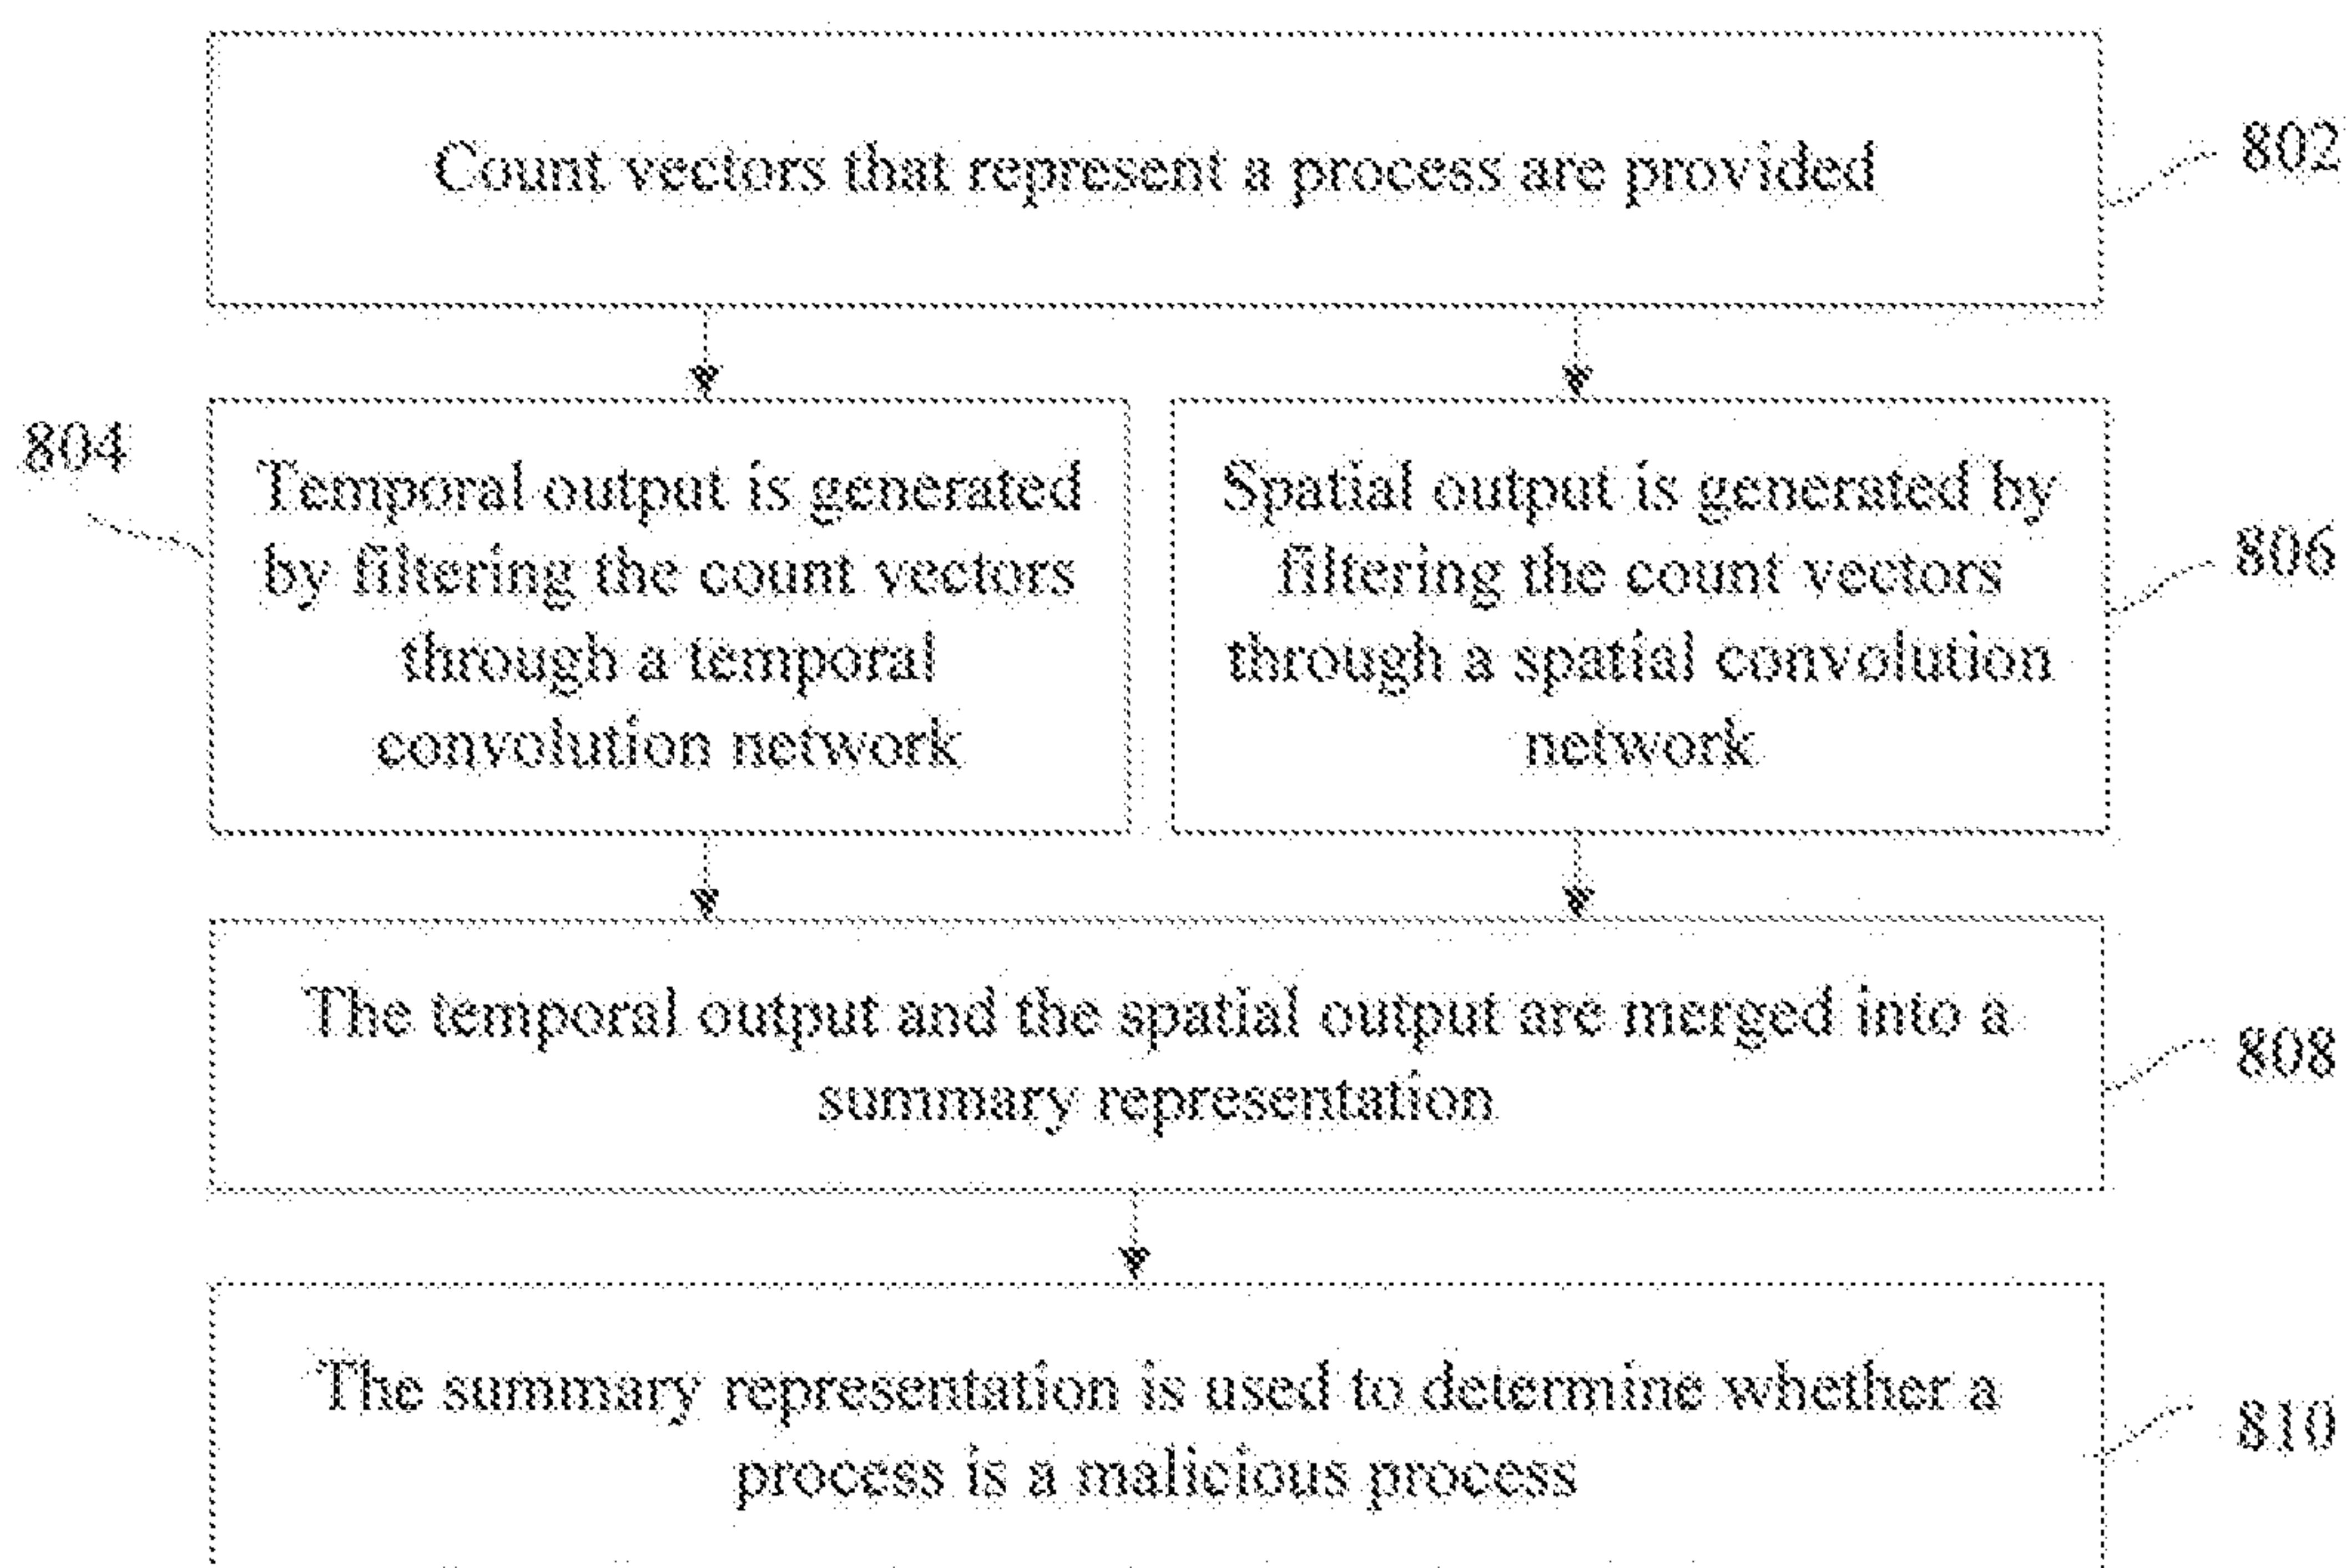 Count vectors that represent a process are provided
802
804
Temporal output is generated
by filtering the count vectors
through a temporal
convolution network
Spatial output is generated by
filtering the count vectors
through a spatial convolution
network
806
The temporal output and the spatial output are merged into a
summary representation
808
The summary representation is used to determine whether a
process is a malicious process
810